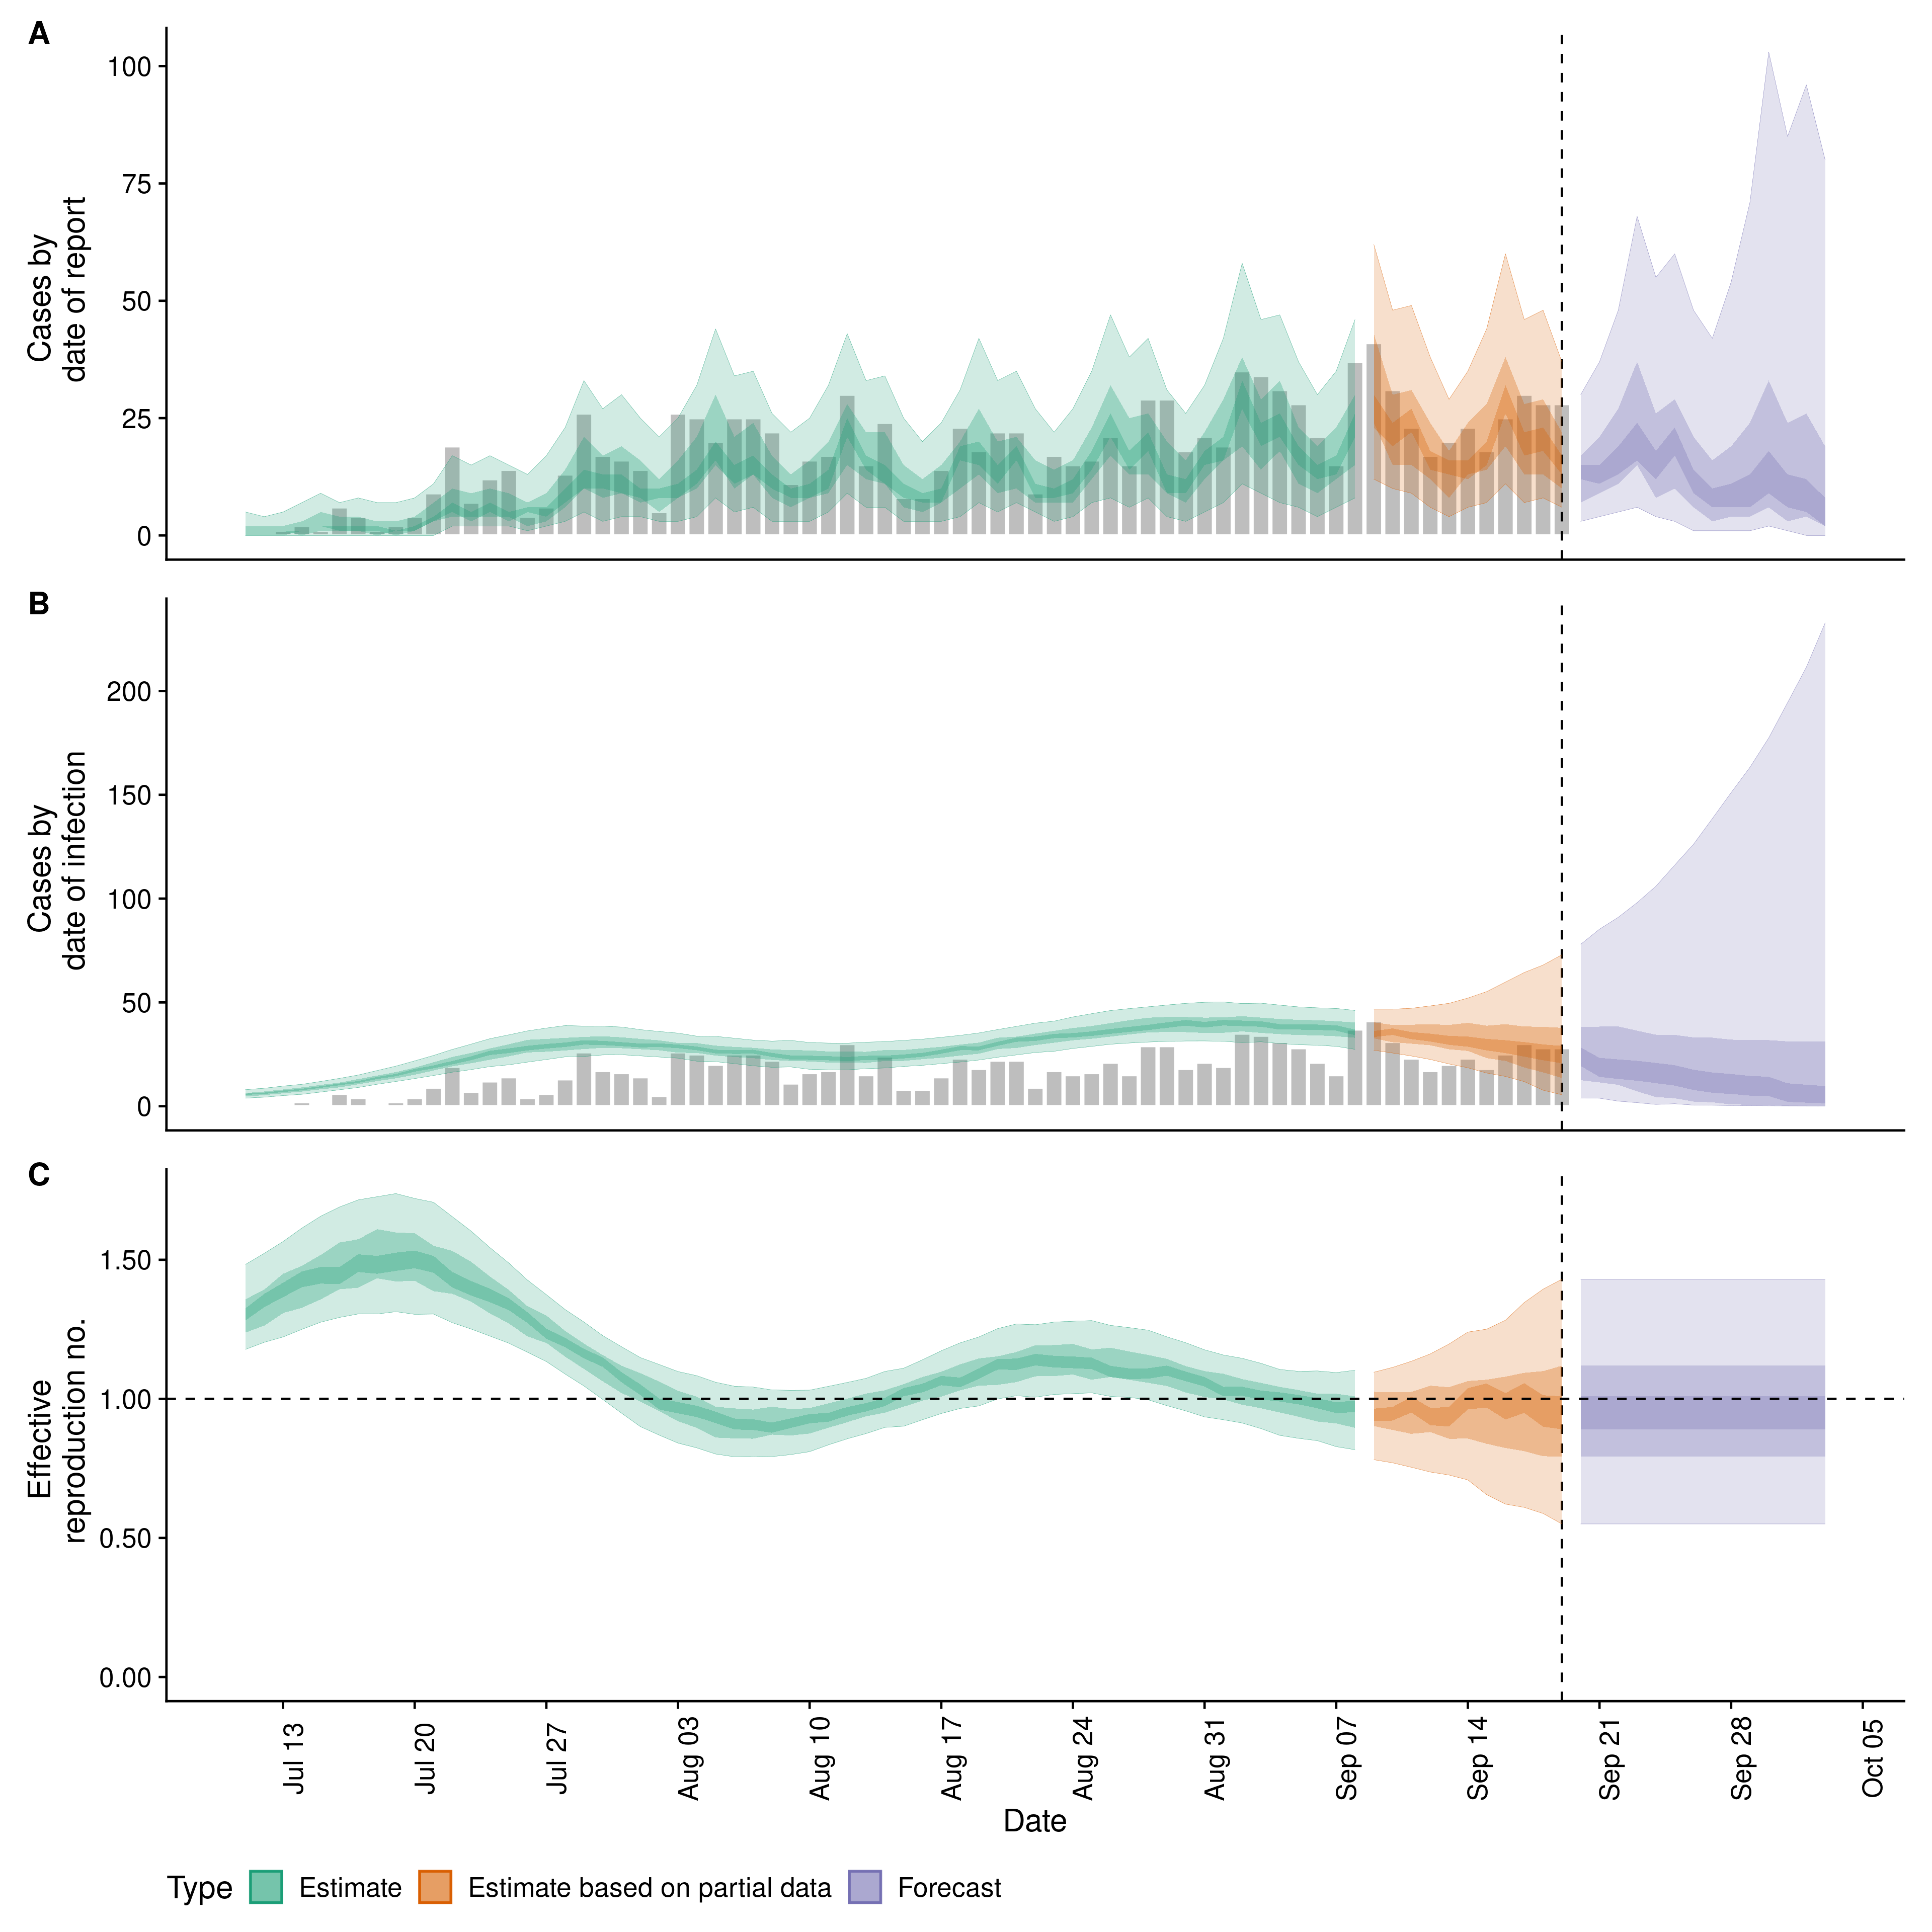 A
Cases by
date of report
100
75
50
25
0
B
Cases by
date of infection
200
150
100
50
0
C
Effective
reproduction no.
1.50
1.00
0.50
0.00
Jul 13
Jul 20
Jul 27
Aug 03
Aug 10
Aug 17
Aug 24
Aug 31
Sep 07
Sep 14
Sep 21
Sep 28
Oct 05
Date
Type Estimate Estimate based on partial data Forecast